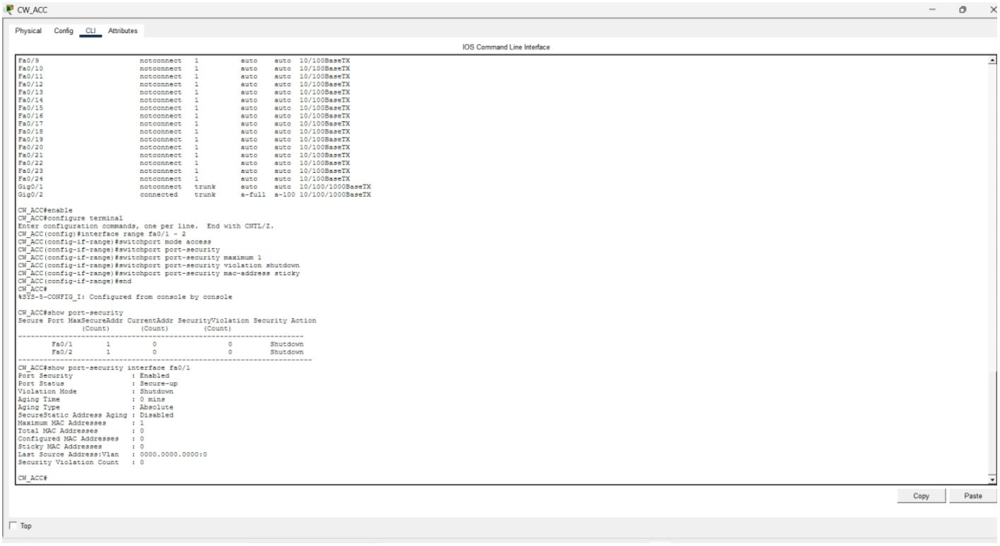 CW_ACC
Physical Config CLI Attributes
IOS Command Line Interface
Fa0/9 notconnect 1 auto auto 10/100BaseTX
Fa0/10 notconnect 1 auto auto 10/100BaseTX
Fa0/11 notconnect 1 auto auto 10/100BaseTX
Fa0/12 notconnect 1 auto auto 10/100BaseTX
Fa0/13 notconnect 1 auto auto 10/100BaseTX
Fa0/14 notconnect 1 auto auto 10/100BaseTX
Fa0/15 notconnect 1 auto auto 10/100BaseTX
Fa0/16 notconnect 1 auto auto 10/100BaseTX
Fa0/17 notconnect 1 auto auto 10/100BaseTX
Fa0/18 notconnect 1 auto auto 10/100BaseTX
Fa0/19 notconnect 1 auto auto 10/100BaseTX
Fa0/20 notconnect 1 auto auto 10/100BaseTX
Fa0/21 notconnect 1 auto auto 10/100BaseTX
Fa0/22 notconnect 1 auto auto 10/100BaseTX
Fa0/23 notconnect 1 auto auto 10/100BaseTX
Fa0/24 notconnect 1 auto auto 10/100BaseTX
Gig0/1 notconnect trunk auto auto 10/100/1000BaseTX
Gig0/2 connected trunk a-full a-100 10/100/1000BaseTX
CW_ACC#enable
CW_ACC#configure terminal
Enter configuration commands, one per line. End with CNTL/Z.
CW_ACC(config)#interface range fa0/1 - 2
CW_ACC(config-if-range)#switchport mode access
CW_ACC(config-if-range)#switchport port-security
CW_ACC(config-if-range)#switchport port-security maximum 1
CW_ACC(config-if-range)#switchport port-security violation shutdown
CW_ACC(config-if-range)#switchport port-security mac-address sticky
CW_ACC(config-if-range)#end
CW_ACC#
%SYS-5-CONFIG_I: Configured from console by console
CW_ACC#show port-security
Secure Port MaxSecureAddr CurrentAddr SecurityViolation Security Action
(Count) (Count) (Count)
--------------------------------------------------------------------
Fa0/1 1 0 0 Shutdown
Fa0/2 1 0 0 Shutdown
----------------------------------------------------------------------
CW_ACC#show port-security interface fa0/1
Port Security : Enabled
Port Status : Secure-up
Violation Mode : Shutdown
Aging Time : 0 mins
Aging Type : Absolute
SecureStatic Address Aging : Disabled
Maximum MAC Addresses : 1
Total MAC Addresses : 0
Configured MAC Addresses : 0
Sticky MAC Addresses : 0
Last Source Address:Vlan : 0000.0000.0000:0
Security Violation Count : 0
CW_ACC#
Copy Paste
Top